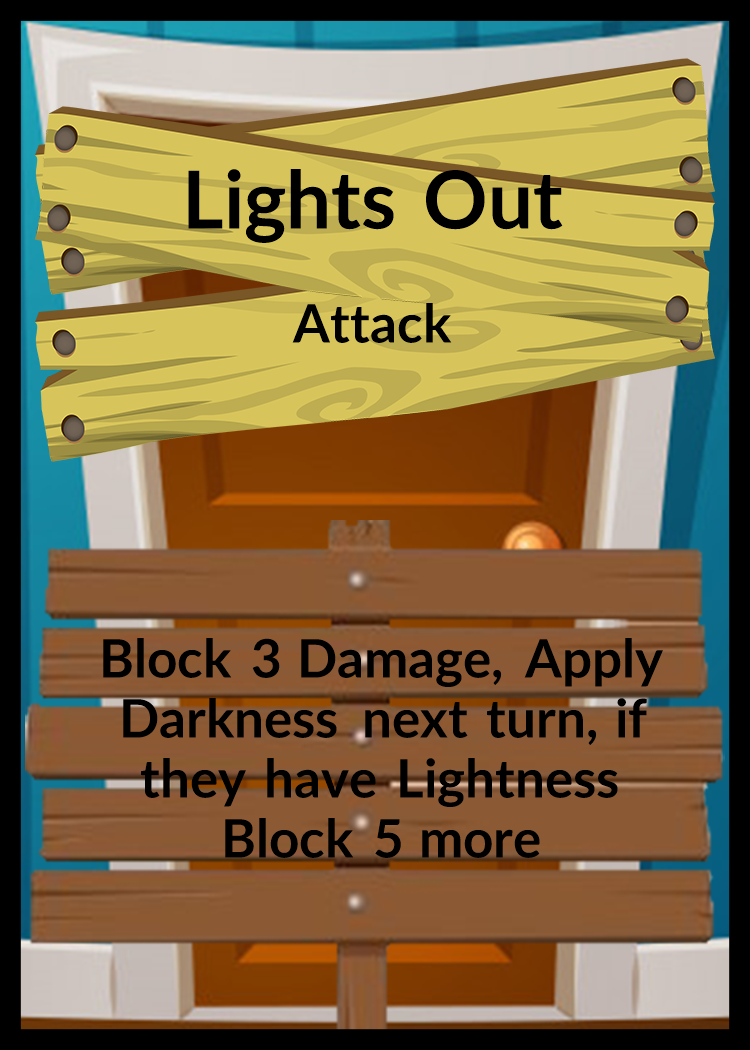 Lights Out
Attack
Block 3 Damage, Apply
Darkness next turn, if
they have Lightness
Block 5 more